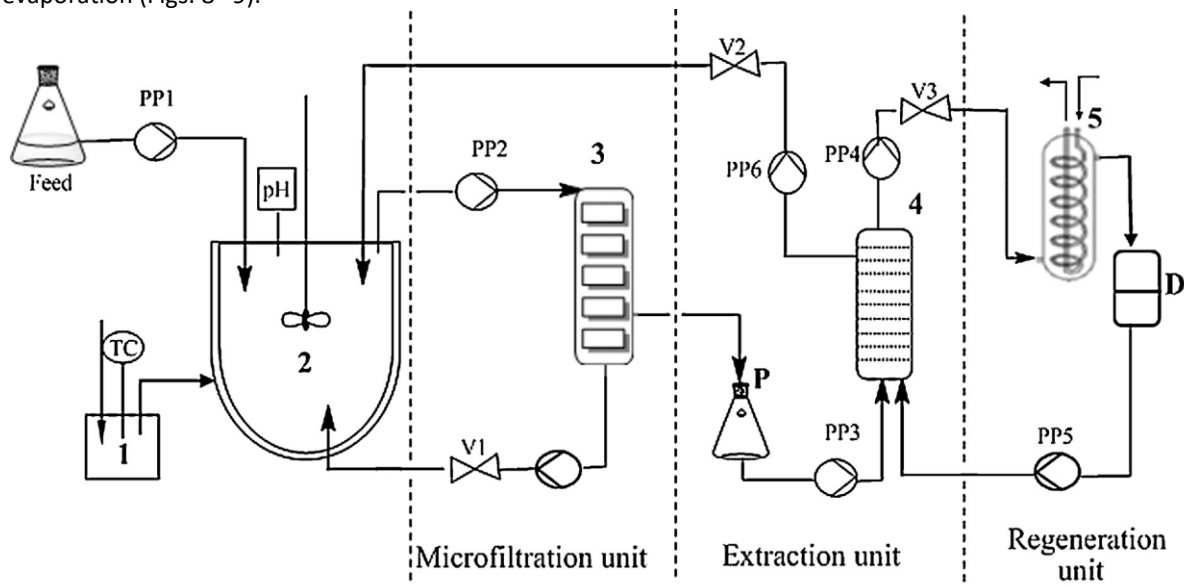 evaporation (Figs. 8–9).
V2
PP1
V3
5
Feed
pH
PP2
3
PP6
PP4
4
D
TC
2
P
1
V1
PP3
PP5
Microfiltration unit
Extraction unit
Regeneration
unit